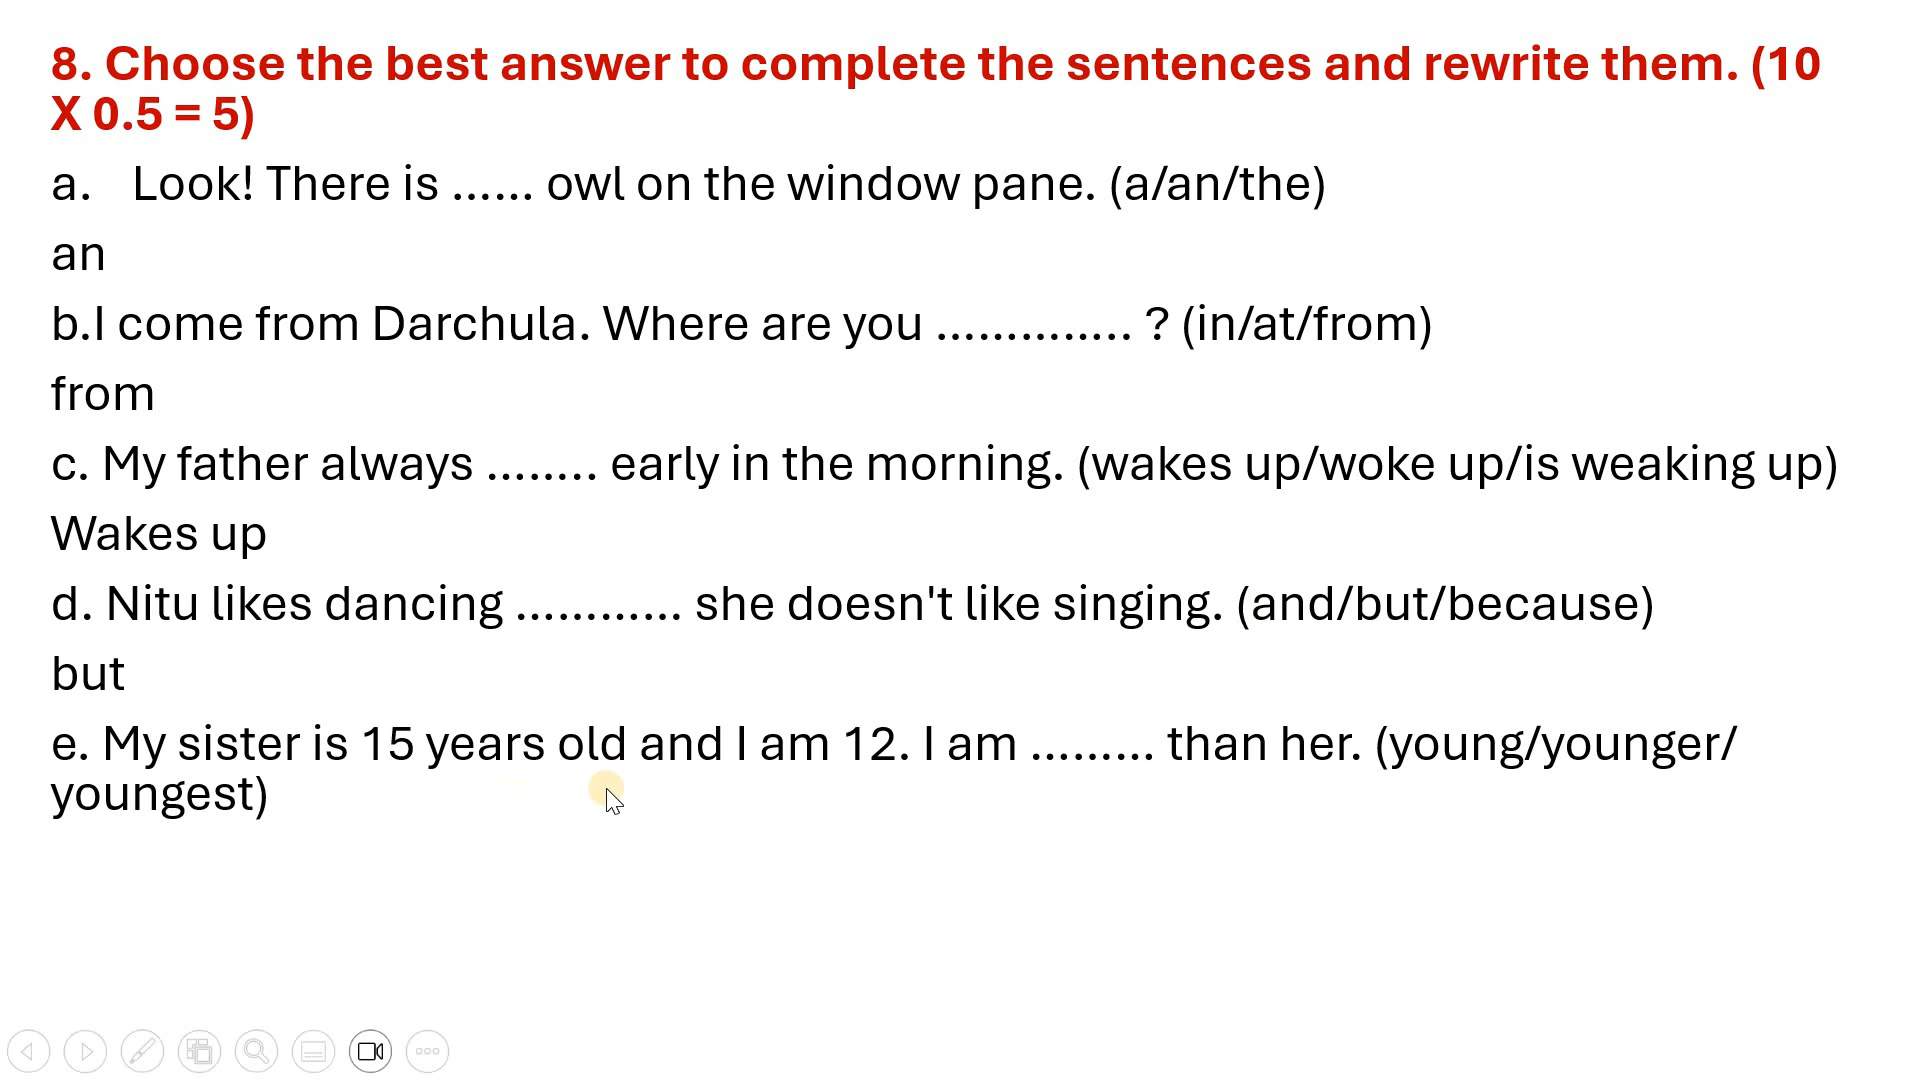 8. Choose the best answer to complete the sentences and rewrite them. (10
X 0.5 = 5)
a. Look! There is ...... owl on the window pane. (a/an/the)
an
b.I come from Darchula. Where are you .............. ? (in/at/from)
from
c. My father always ........ early in the morning. (wakes up/woke up/is weaking up)
Wakes up
d. Nitu likes dancing ............ she doesn't like singing. (and/but/because)
but
e. My sister is 15 years old and I am 12. I am ......... than her. (young/younger/
youngest)